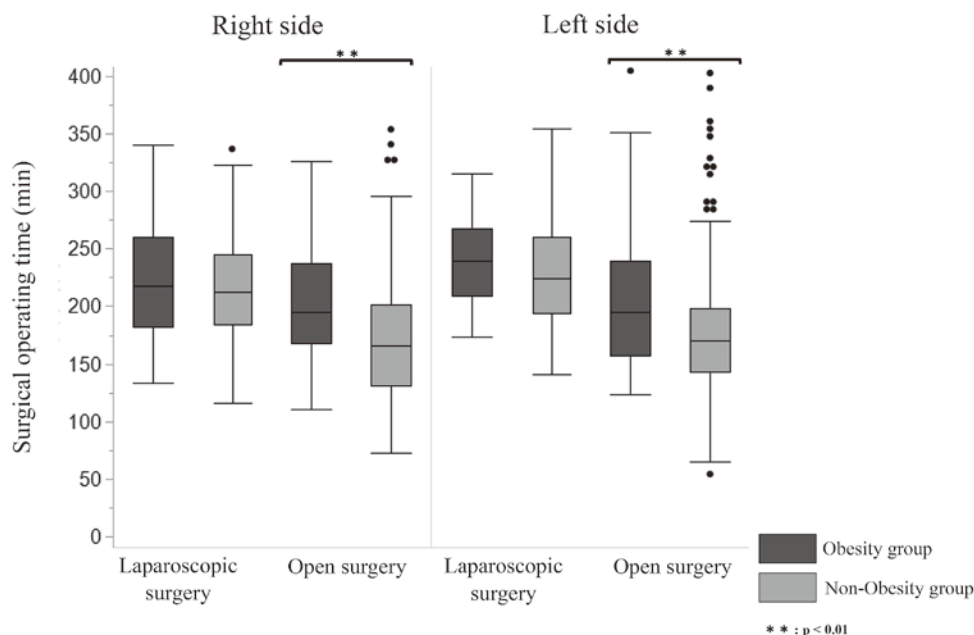 Right side
Left side
* *
* *
Surgical operating time (min)
400
350
300
250
200
150
100
50
0
Laparoscopic
surgery
Open surgery
Laparoscopic
surgery
Open surgery
Obesity group
Non-Obesity group
* * : p < 0.01